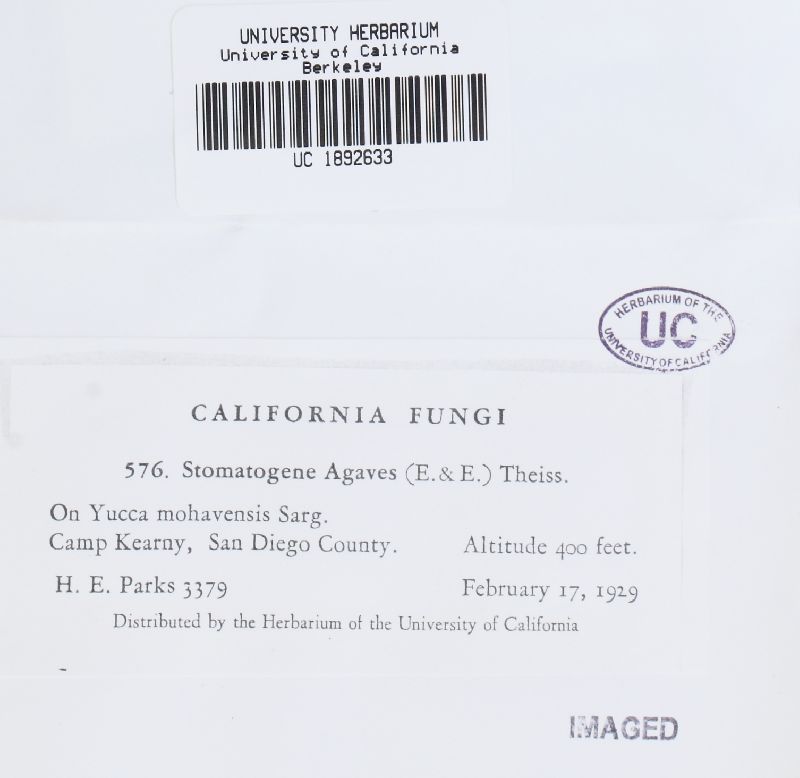 UNIVERSITY HERBARIUM
University of California
Berkeley
UC 1892633
HERBARIUM OF THE
UC
UNIVERSITY OF CALIFORNIA
CALIFORNIA FUNGI
576. Stomatogene Agaves (E. & E.) Theiss.
On Yucca mohavensis Sarg.
Camp Kearny, San Diego County. Altitude 400 feet.
H. E. Parks 3379 February 17, 1929
Distributed by the Herbarium of the University of California
IMAGED